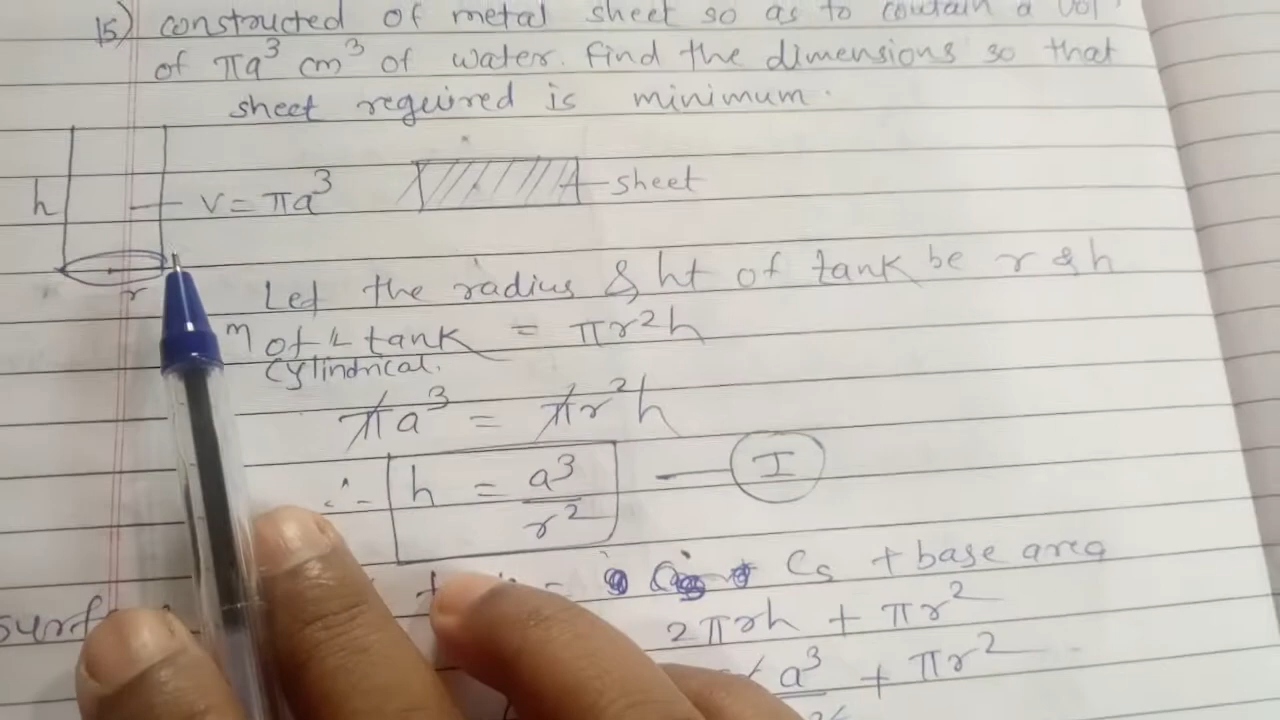 15) constructed of metal sheet so as to contain a vol.
of πa³ cm³ of water. Find the dimensions so that
sheet required is minimum.
h
V = πa³
sheet
r
Let the radius & ht of tank be r & h
of tank = πr²h
Cylindrical.
πa³ = πr²h
∴ h = a³/r² — I
= Cs + base area
surf
2πrh + πr²
a³ + πr²